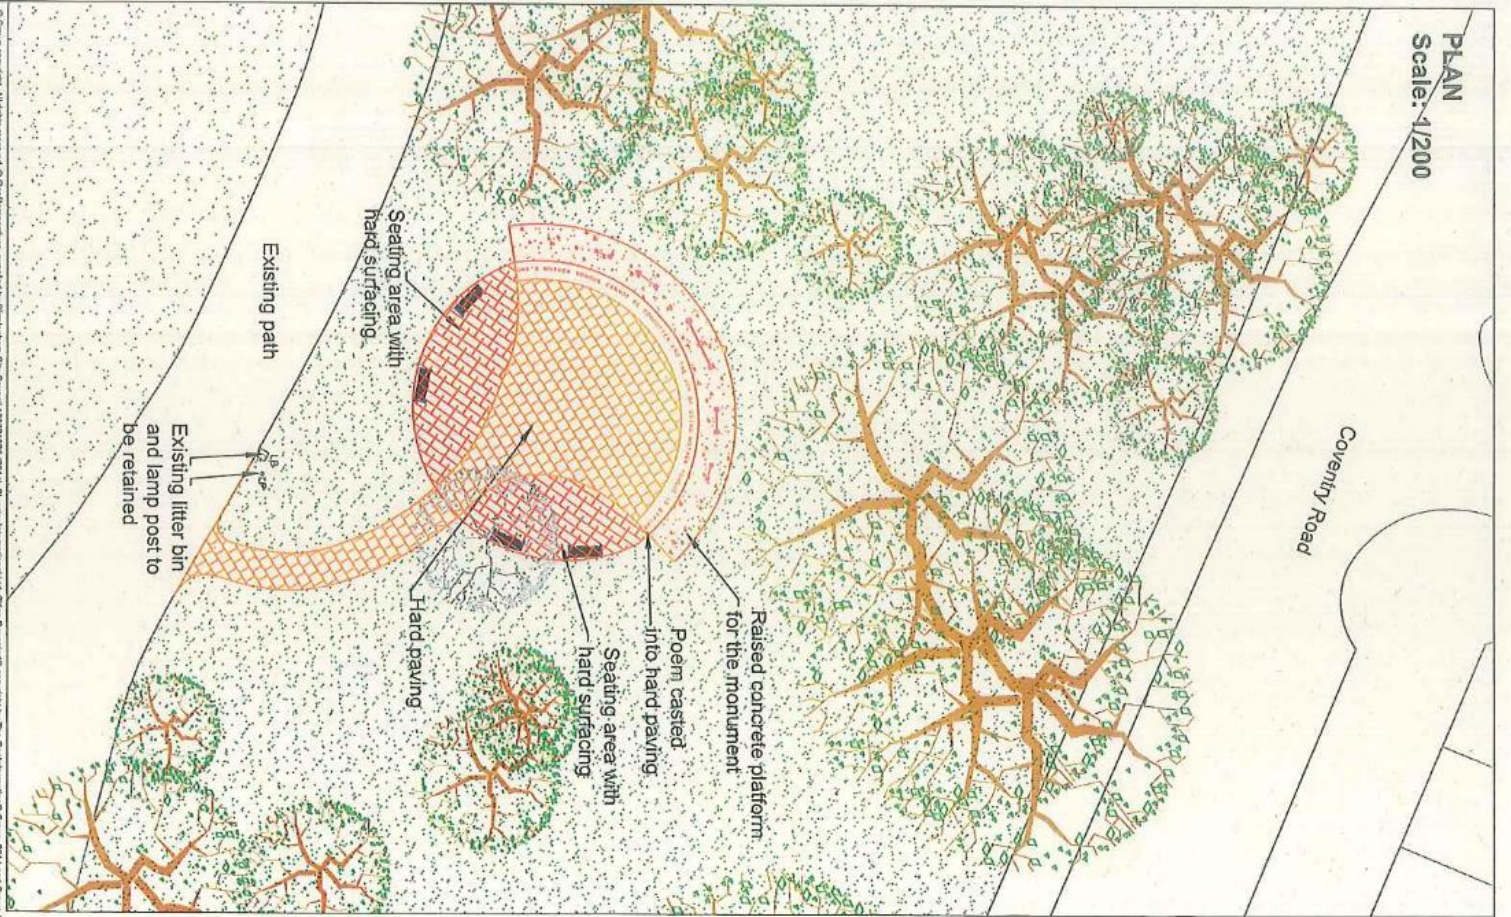 PLAN
Scale: 1/200
Coventry Road
Raised concrete platform
for the monument
Poem casted
into hard paving
Seating area with
hard surfacing
Hard paving
Seating area with
hard surfacing
Existing path
LB
Existing litter bin
and lamp post to
be retained